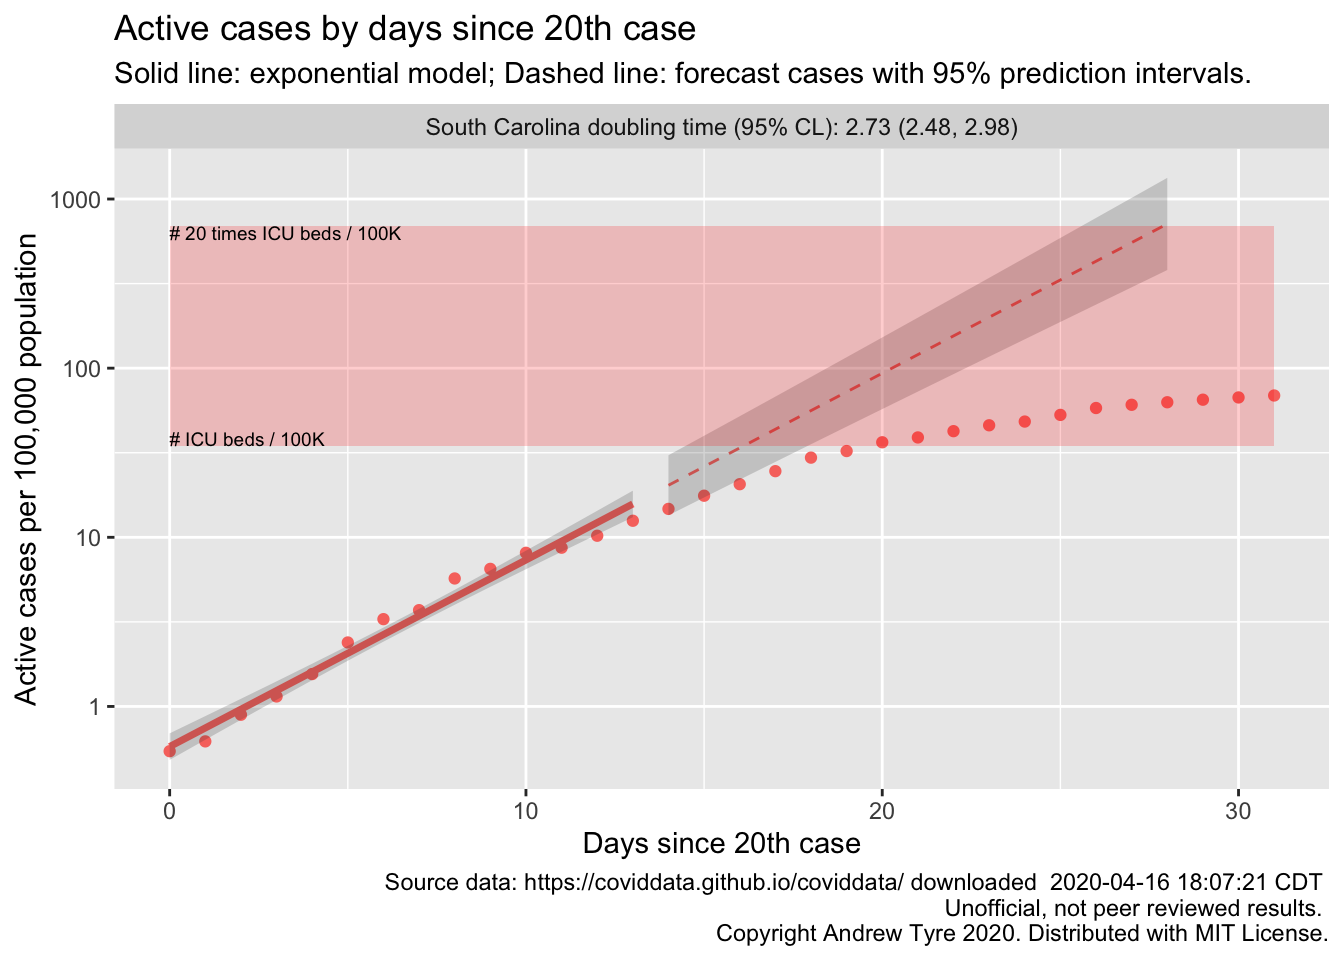 Active cases by days since 20th case
Solid line: exponential model; Dashed line: forecast cases with 95% prediction intervals.
South Carolina doubling time (95% CL): 2.73 (2.48, 2.98)
Active cases per 100,000 population
1000
100
10
1
# 20 times ICU beds / 100K
# ICU beds / 100K
0 10 20 30
Days since 20th case
Source data: https://coviddata.github.io/coviddata/ downloaded  2020-04-16 18:07:21 CDT
Unofficial, not peer reviewed results.
Copyright Andrew Tyre 2020. Distributed with MIT License.